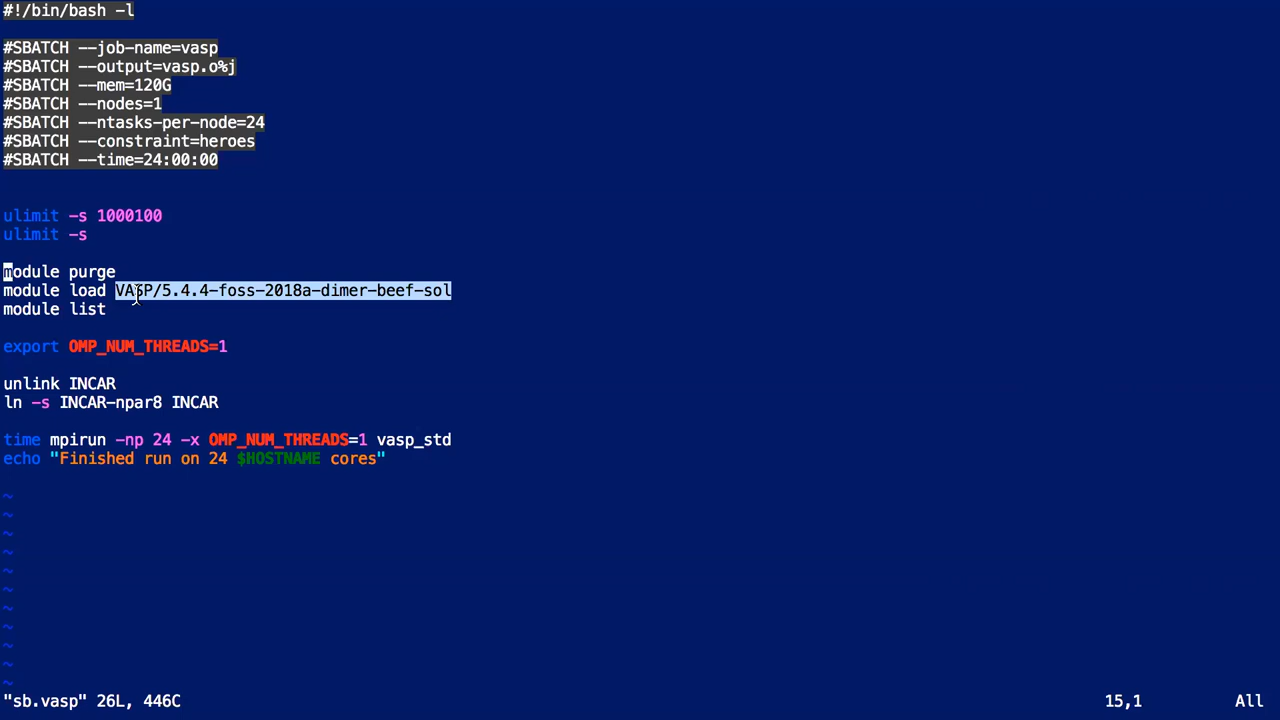 #!/bin/bash -l
#SBATCH --job-name=vasp
#SBATCH --output=vasp.o%j
#SBATCH --mem=120G
#SBATCH --nodes=1
#SBATCH --ntasks-per-node=24
#SBATCH --constraint=heroes
#SBATCH --time=24:00:00
ulimit -s 1000100
ulimit -s
module purge
module load VASP/5.4.4-foss-2018a-dimer-beef-sol
module list
export OMP_NUM_THREADS=1
unlink INCAR
ln -s INCAR-npar8 INCAR
time mpirun -np 24 -x OMP_NUM_THREADS=1 vasp_std
echo "Finished run on 24 $HOSTNAME cores"
~
~
~
~
~
~
~
~
~
~
~
"sb.vasp" 26L, 446C 15,1 All